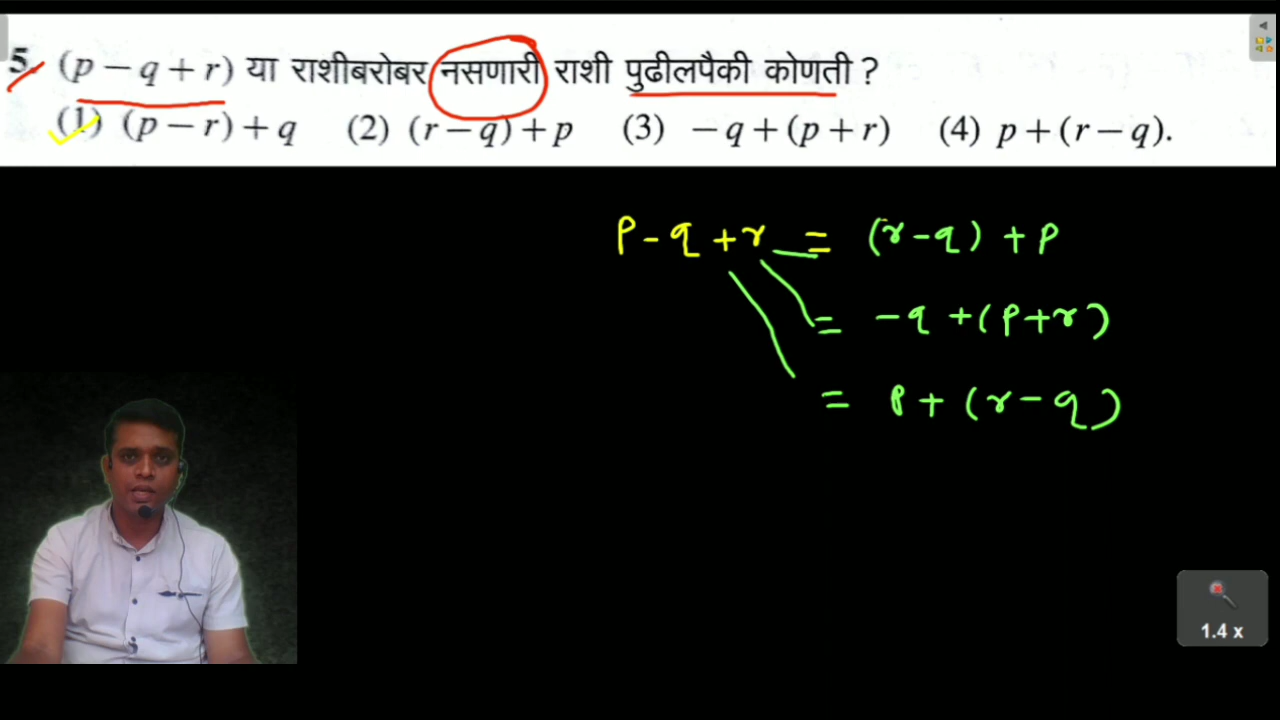 5. (p − q + r) या राशीबरोबर नसणारी राशी पुढीलपैकी कोणती ?
(1) (p − r) + q (2) (r − q) + p (3) − q + (p + r) (4) p + (r − q).
p - q + r = (r - q) + p
= - q + (p + r)
= p + (r - q)
1.4 x